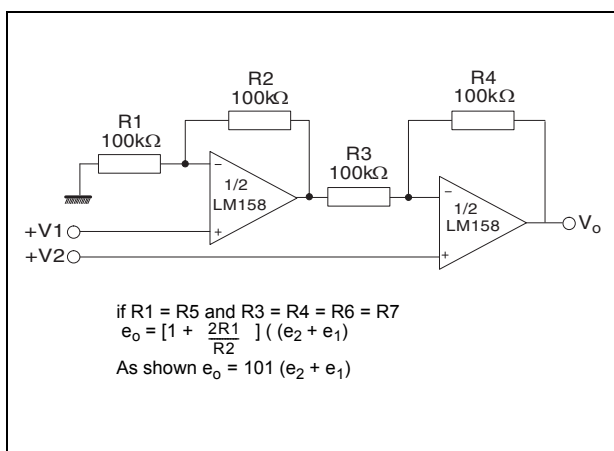 R2
100kΩ
R4
100kΩ
R1
100kΩ
R3
100kΩ
1/2
LM158
1/2
LM158
+V1
+V2
Vo
if R1 = R5 and R3 = R4 = R6 = R7
eo = [1 + 2R1/R2 ] ( (e2 + e1)
As shown eo = 101 (e2 + e1)